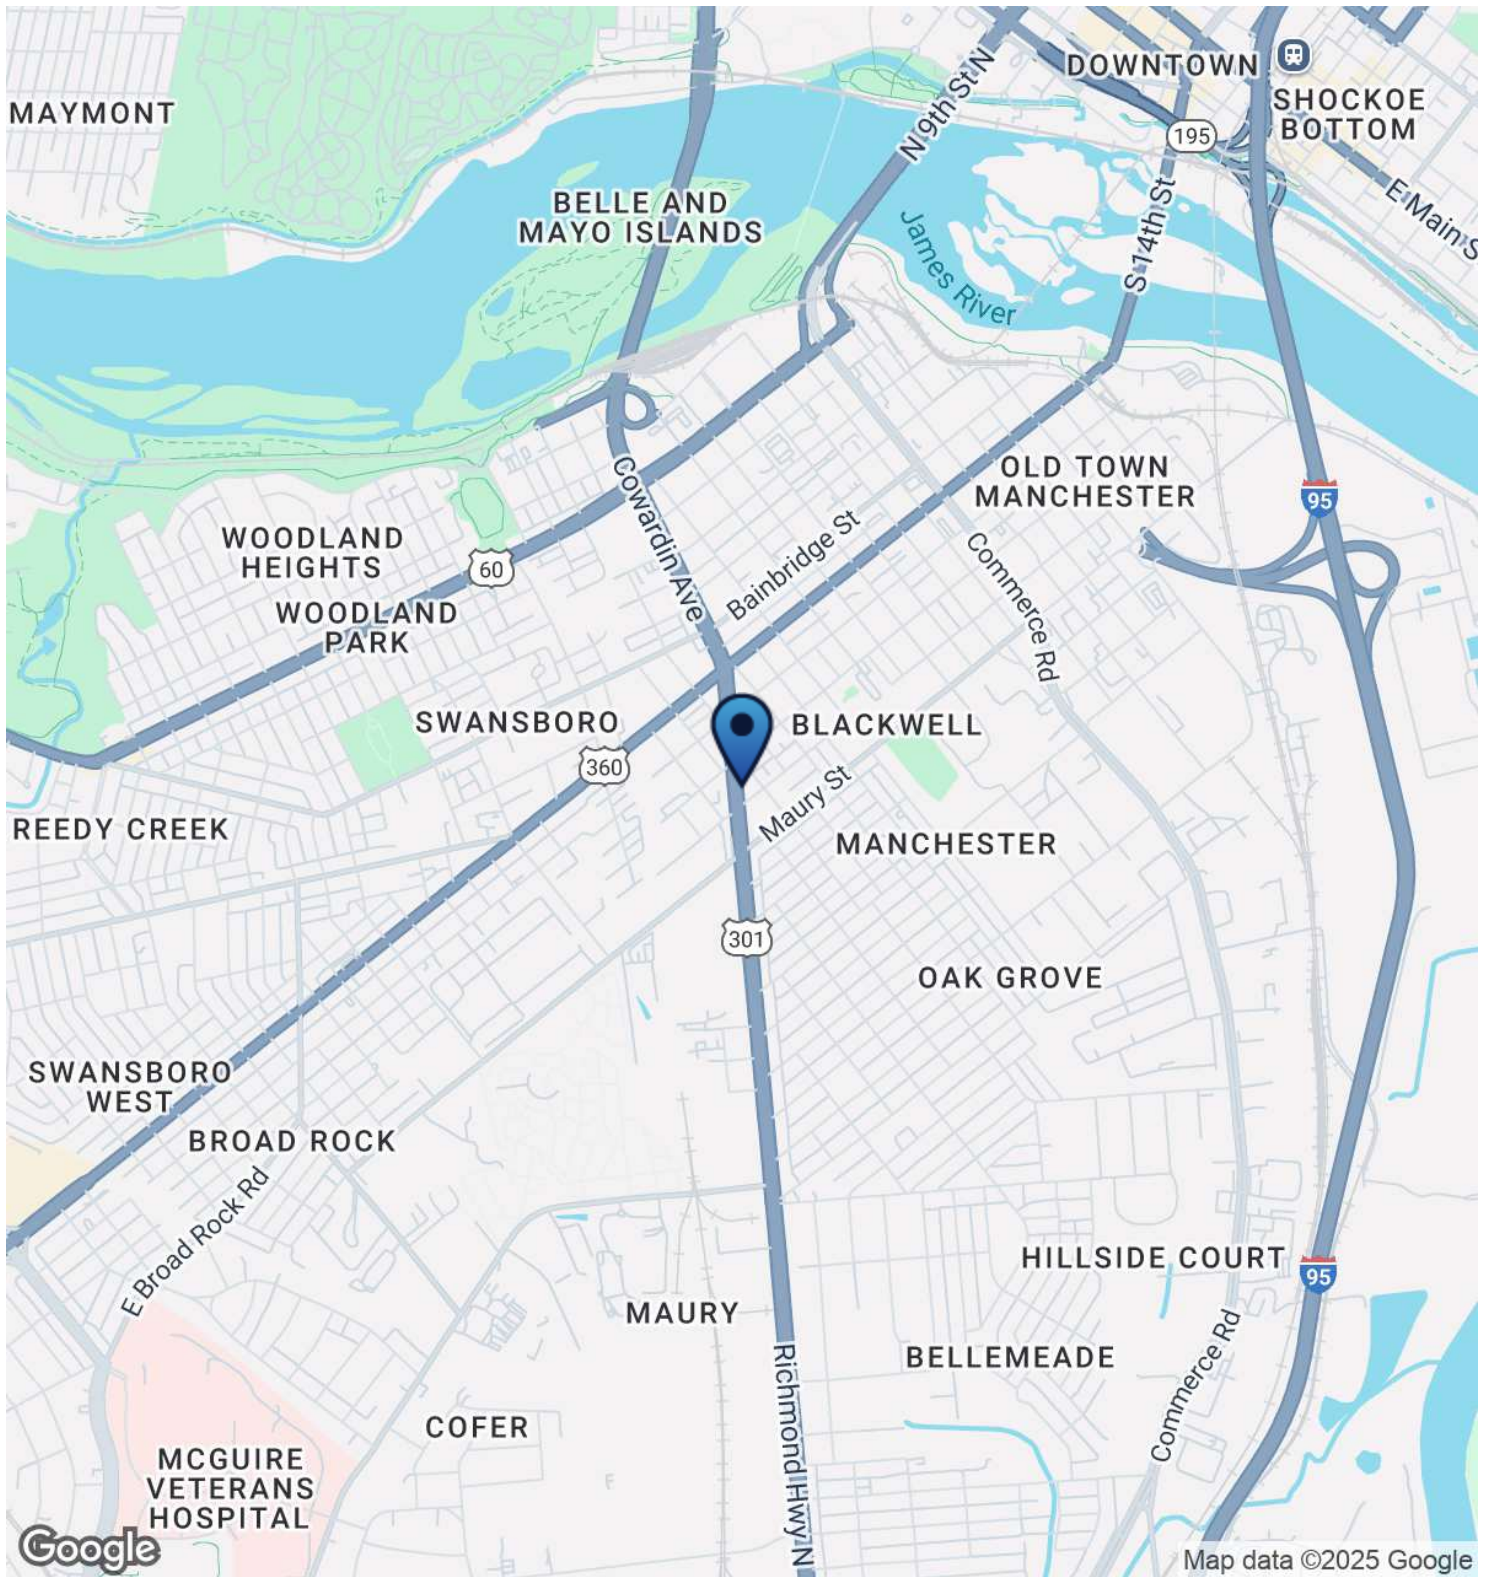 DOWNTOWN
MAYMONT
SHOCKOE
BOTTOM
N 9th St N
195
BELLE AND
MAYO ISLANDS
E Main S
S 14th St
James River
Cowardin Ave
OLD TOWN
MANCHESTER
95
WOODLAND
HEIGHTS
60
Bainbridge St
Commerce Rd
WOODLAND
PARK
SWANSBORO
BLACKWELL
360
Maury St
REEDY CREEK
MANCHESTER
301
OAK GROVE
SWANSBORO
WEST
BROAD ROCK
E Broad Rock Rd
HILLSIDE COURT
95
MAURY
BELLEMEADE
Richmond Hwy N
Commerce Rd
COFER
MCGUIRE
VETERANS
HOSPITAL
Google
Map data ©2025 Google